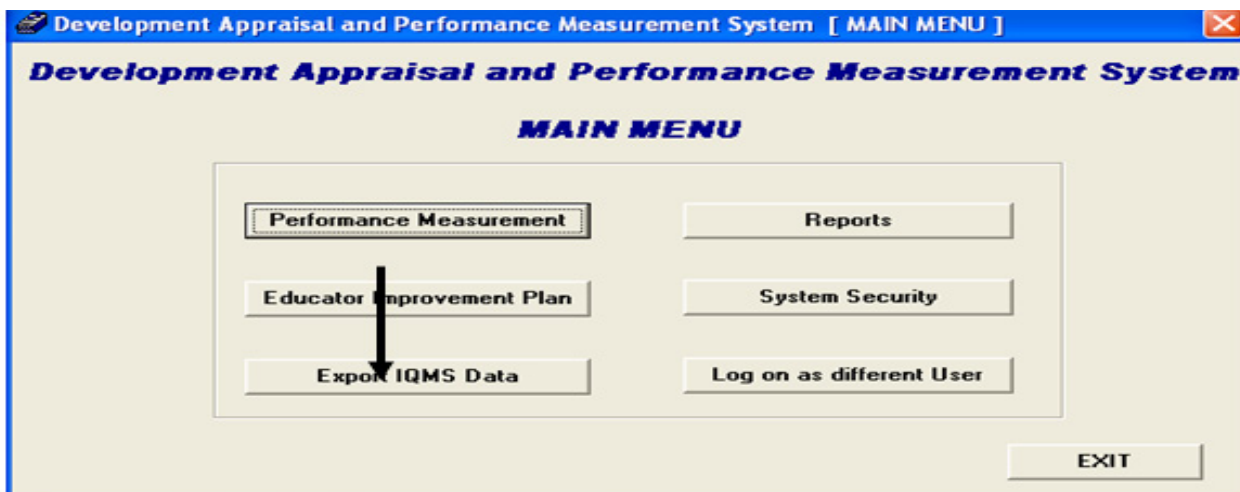 Development Appraisal and Performance Measurement System [ MAIN MENU ]
Development Appraisal and Performance Measurement System
MAIN MENU
Performance Measurement
Reports
Educator Improvement Plan
System Security
Export IQMS Data
Log on as different User
EXIT